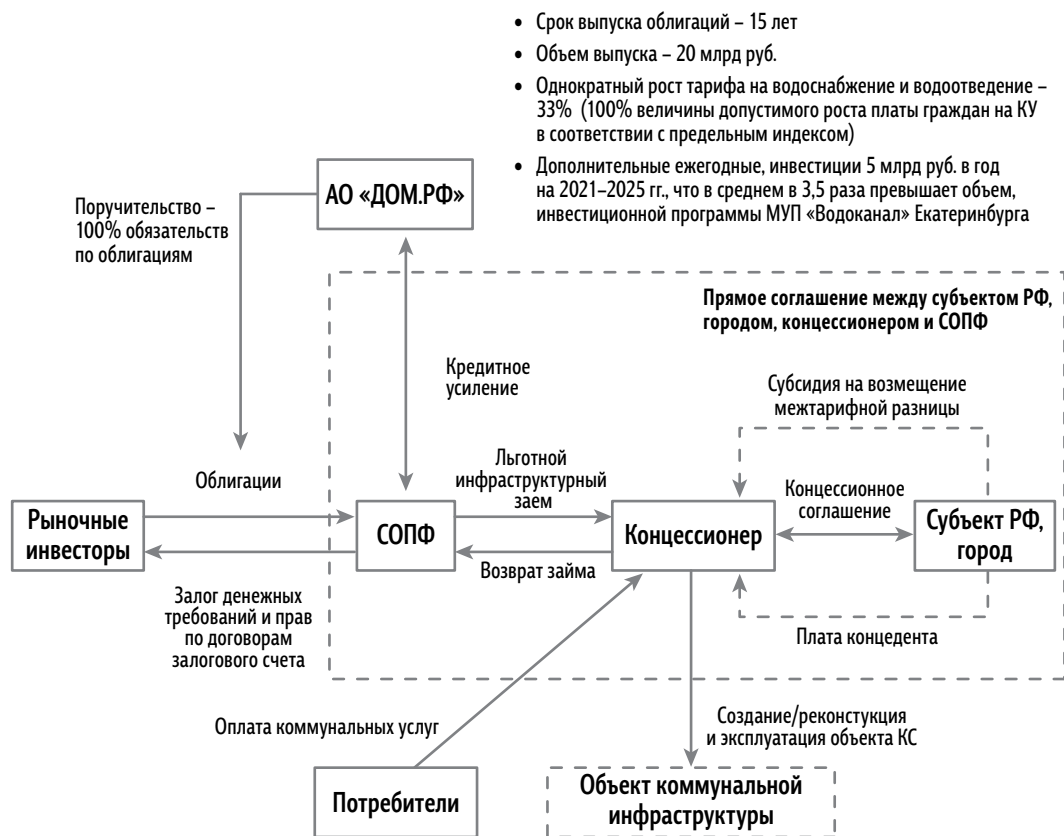 • Срок выпуска облигаций – 15 лет
• Объем выпуска – 20 млрд руб.
• Однократный рост тарифа на водоснабжение и водоотведение –
33% (100% величины допустимого роста платы граждан на КУ
в соответствии с предельным индексом)
• Дополнительные ежегодные, инвестиции 5 млрд руб. в год
на 2021–2025 гг., что в среднем в 3,5 раза превышает объем,
инвестиционной программы МУП «Водоканал» Екатеринбурга
АО «ДОМ.РФ»
Поручительство –
100% обязательств
по облигациям
Прямое соглашение между субъектом РФ,
городом, концессионером и СОПФ
Кредитное
усиление
Субсидия на возмещение
межтарифной разницы
Облигации
Льготной
инфраструктурный
заем
Концессионное
соглашение
Рыночные
инвесторы
СОПФ
Концессионер
Субъект РФ,
город
Возврат займа
Залог денежных
требований и прав
по договорам
залогового счета
Плата концедента
Оплата коммунальных услуг
Создание/реконстукция
и эксплуатация объекта КС
Потребители
Объект коммунальной
инфраструктуры